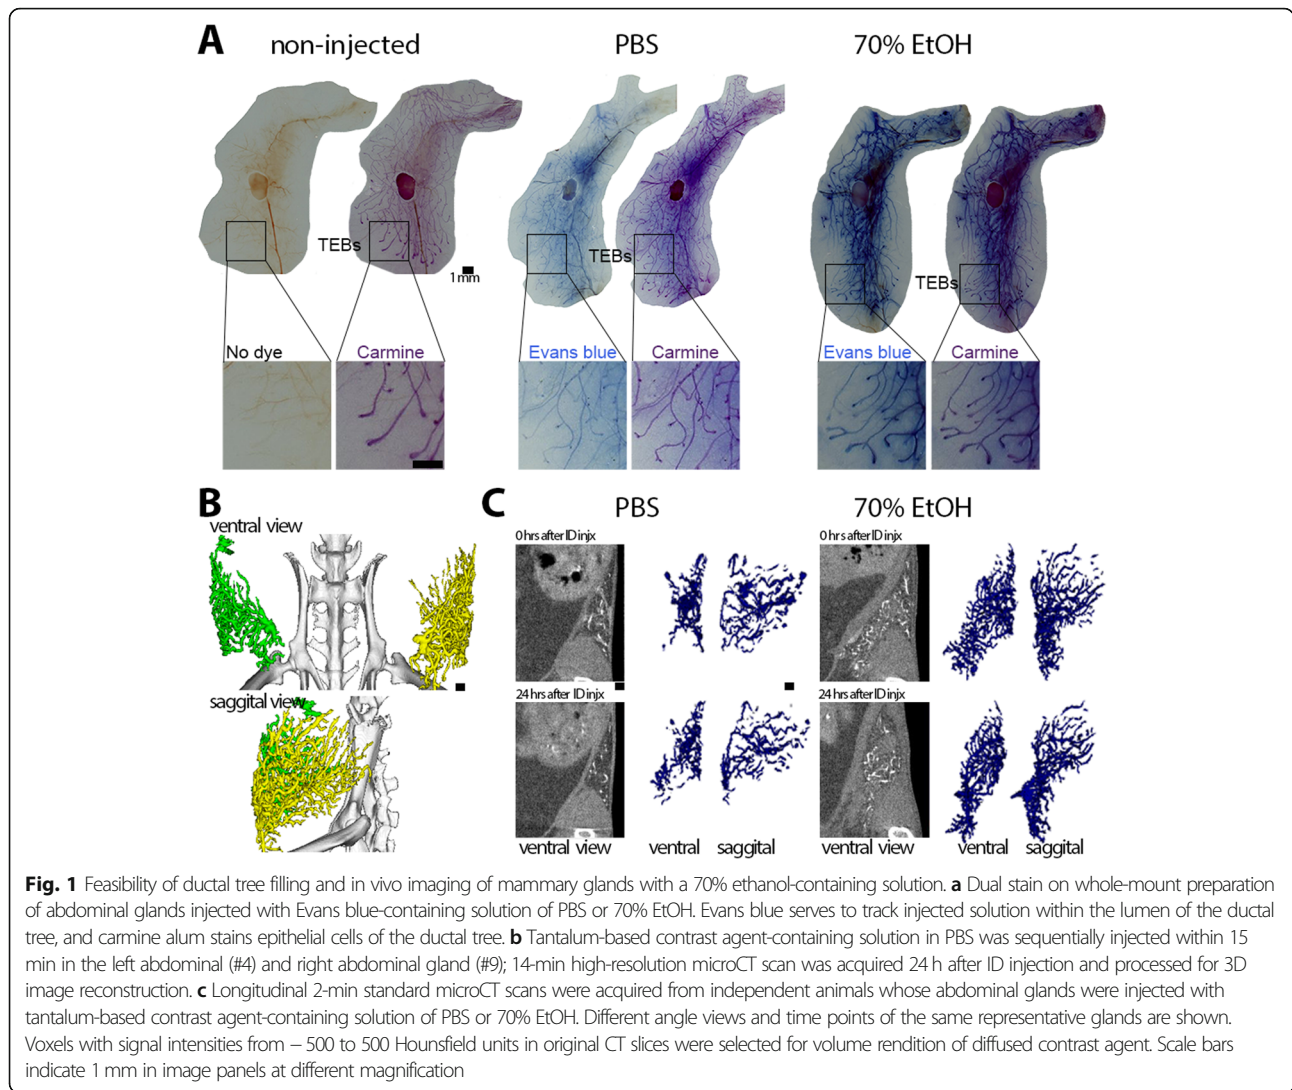 A
non-injected
PBS
70% EtOH
TEBs
1 mm
TEBs
TEBs
No dye
Carmine
Evans blue
Carmine
Evans blue
Carmine
B
ventral view
saggital view
C
PBS
70% EtOH
0 hrs after ID injx
0 hrs after ID injx
24 hrs after ID injx
24 hrs after ID injx
ventral view
ventral
saggital
ventral view
ventral
saggital
Fig. 1 Feasibility of ductal tree filling and in vivo imaging of mammary glands with a 70% ethanol-containing solution. a Dual stain on whole-mount preparation
of abdominal glands injected with Evans blue-containing solution of PBS or 70% EtOH. Evans blue serves to track injected solution within the lumen of the ductal
tree, and carmine alum stains epithelial cells of the ductal tree. b Tantalum-based contrast agent-containing solution in PBS was sequentially injected within 15
min in the left abdominal (#4) and right abdominal gland (#9); 14-min high-resolution microCT scan was acquired 24 h after ID injection and processed for 3D
image reconstruction. c Longitudinal 2-min standard microCT scans were acquired from independent animals whose abdominal glands were injected with
tantalum-based contrast agent-containing solution of PBS or 70% EtOH. Different angle views and time points of the same representative glands are shown.
Voxels with signal intensities from − 500 to 500 Hounsfield units in original CT slices were selected for volume rendition of diffused contrast agent. Scale bars
indicate 1 mm in image panels at different magnification